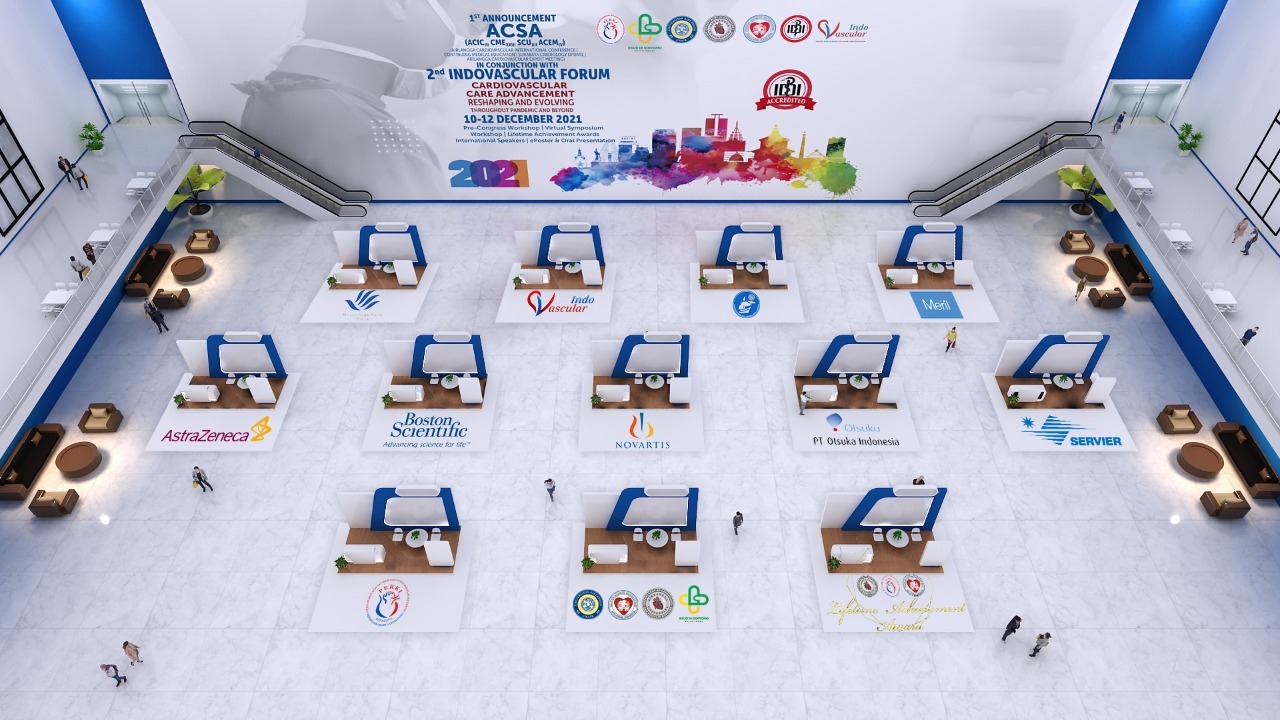 1ST ANNOUNCEMENT
ACSA
IN CONJUNCTION WITH
2nd INDOVASCULAR FORUM
CARDIOVASCULAR
CARE ADVANCEMENT
RESHAPING AND EVOLVING
THROUGHOUT PANDEMIC AND BEYOND
10-12 DECEMBER 2021
Pre-Congress Workshop | Virtual Symposium
Workshop | Lifetime Achievement Awards
International Speakers | ePoster & Oral Presentation
2021
Indo
Vascular
ACCREDITED
Indo
Vascular
Meril
AstraZeneca
Boston
Scientific
Advancing science for life™
NOVARTIS
Otsuka
PT Otsuka Indonesia
SERVIER
PERKI
Lifetime Achievement
Award